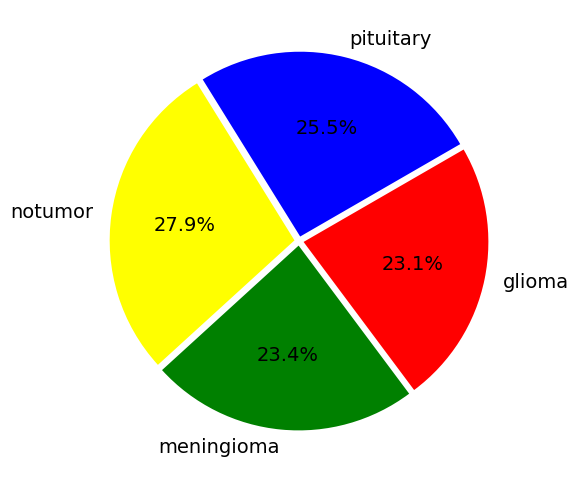 pituitary
25.5%
notumor
27.9%
23.1%
glioma
23.4%
meningioma